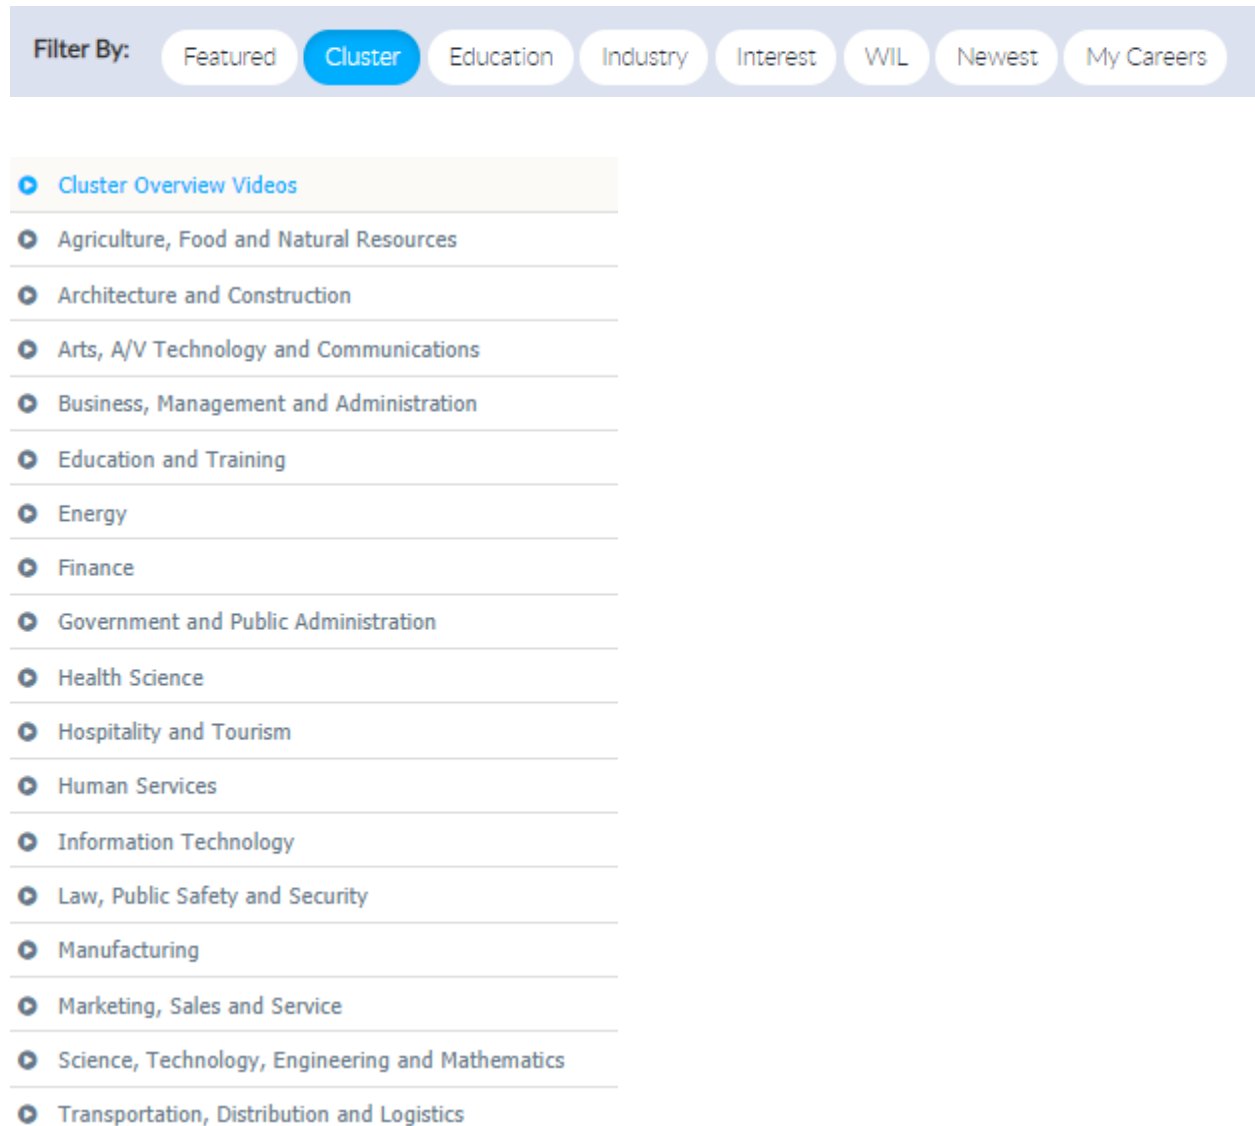 Filter By: Featured Cluster Education Industry Interest WIL Newest My Careers
Cluster Overview Videos
Agriculture, Food and Natural Resources
Architecture and Construction
Arts, A/V Technology and Communications
Business, Management and Administration
Education and Training
Energy
Finance
Government and Public Administration
Health Science
Hospitality and Tourism
Human Services
Information Technology
Law, Public Safety and Security
Manufacturing
Marketing, Sales and Service
Science, Technology, Engineering and Mathematics
Transportation, Distribution and Logistics